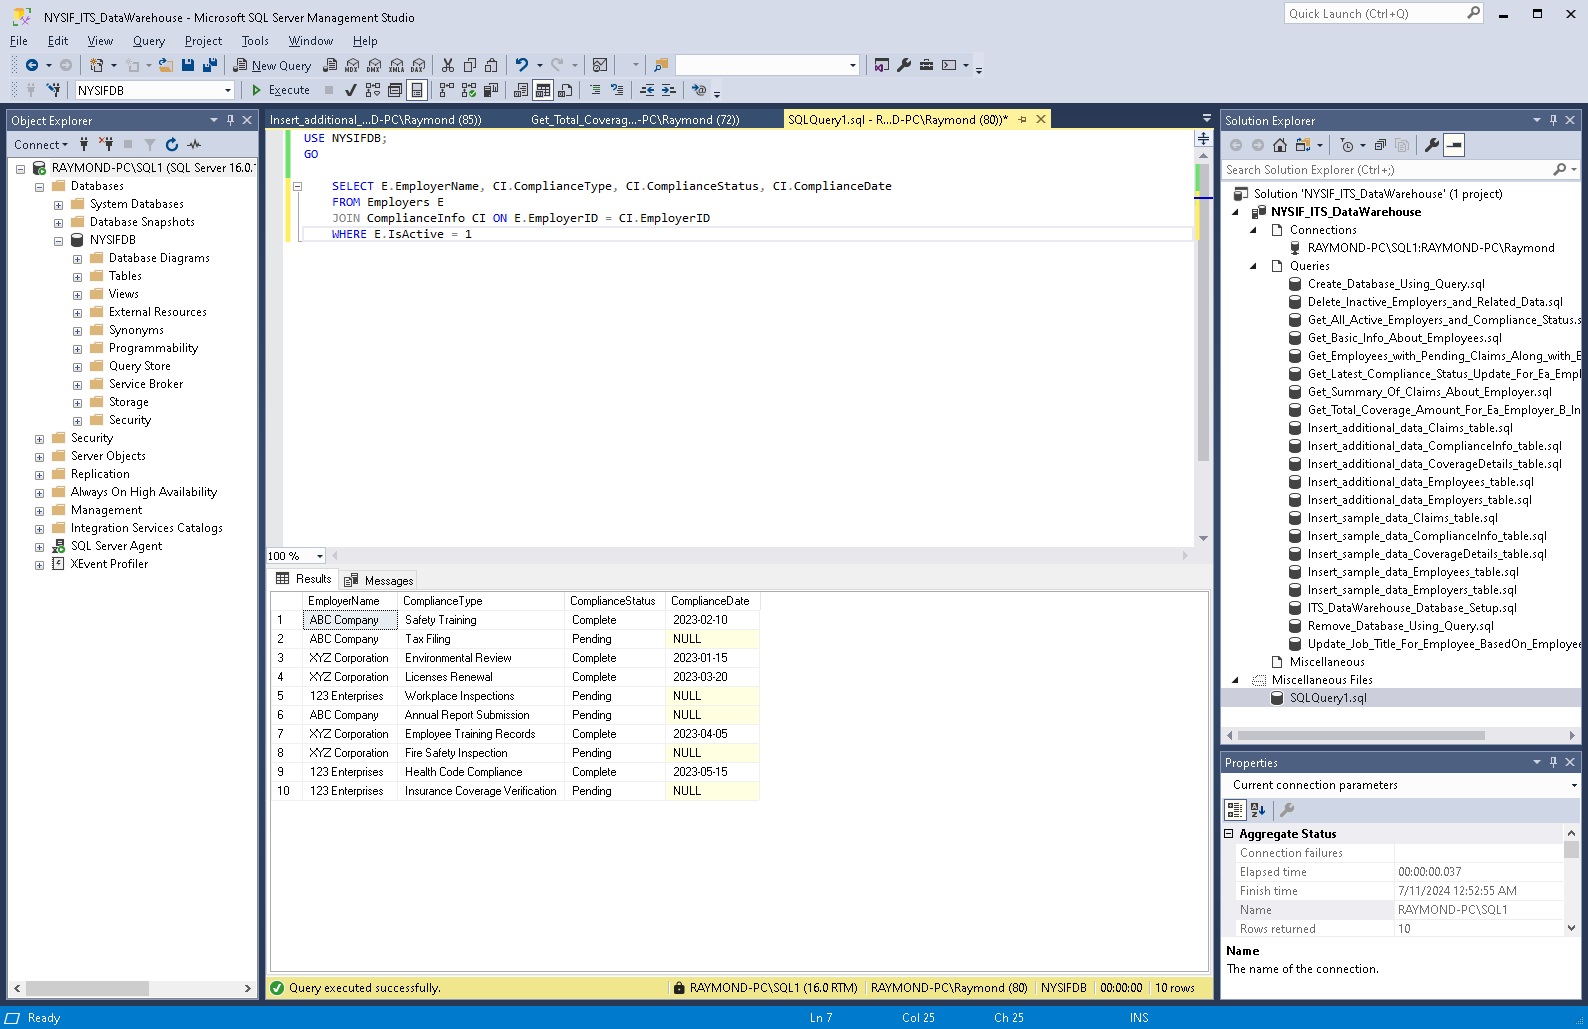 NYSIF_ITS_DataWarehouse - Microsoft SQL Server Management Studio
Quick Launch (Ctrl+Q)
File Edit View Query Project Tools Window Help
New Query
MDX DMX XMLA DAX
NYSIFDB
Execute
Object Explorer
Connect
RAYMOND-PC\SQL1 (SQL Server 16.0.
Databases
System Databases
Database Snapshots
NYSIFDB
Database Diagrams
Tables
Views
External Resources
Synonyms
Programmability
Query Store
Service Broker
Storage
Security
Security
Server Objects
Replication
Always On High Availability
Management
Integration Services Catalogs
SQL Server Agent
XEvent Profiler
Insert_additional_...D-PC\Raymond (85))
Get_Total_Coverag...-PC\Raymond (72))
SQLQuery1.sql - R...D-PC\Raymond (80))*
USE NYSIFDB;
GO
SELECT E.EmployerName, CI.ComplianceType, CI.ComplianceStatus, CI.ComplianceDate
FROM Employers E
JOIN ComplianceInfo CI ON E.EmployerID = CI.EmployerID
WHERE E.IsActive = 1
100 %
Results Messages
EmployerName ComplianceType ComplianceStatus ComplianceDate
1 ABC Company Safety Training Complete 2023-02-10
2 ABC Company Tax Filing Pending NULL
3 XYZ Corporation Environmental Review Complete 2023-01-15
4 XYZ Corporation Licenses Renewal Complete 2023-03-20
5 123 Enterprises Workplace Inspections Pending NULL
6 ABC Company Annual Report Submission Pending NULL
7 XYZ Corporation Employee Training Records Complete 2023-04-05
8 XYZ Corporation Fire Safety Inspection Pending NULL
9 123 Enterprises Health Code Compliance Complete 2023-05-15
10 123 Enterprises Insurance Coverage Verification Pending NULL
Query executed successfully.
RAYMOND-PC\SQL1 (16.0 RTM) RAYMOND-PC\Raymond (80) NYSIFDB 00:00:00 10 rows
Solution Explorer
Search Solution Explorer (Ctrl+;)
Solution 'NYSIF_ITS_DataWarehouse' (1 project)
NYSIF_ITS_DataWarehouse
Connections
RAYMOND-PC\SQL1:RAYMOND-PC\Raymond
Queries
Create_Database_Using_Query.sql
Delete_Inactive_Employers_and_Related_Data.sql
Get_All_Active_Employers_and_Compliance_Status.s
Get_Basic_Info_About_Employees.sql
Get_Employees_with_Pending_Claims_Along_with_E
Get_Latest_Compliance_Status_Update_For_Ea_Empl
Get_Summary_Of_Claims_About_Employer.sql
Get_Total_Coverage_Amount_For_Ea_Employer_B_In
Insert_additional_data_Claims_table.sql
Insert_additional_data_ComplianceInfo_table.sql
Insert_additional_data_CoverageDetails_table.sql
Insert_additional_data_Employees_table.sql
Insert_additional_data_Employers_table.sql
Insert_sample_data_Claims_table.sql
Insert_sample_data_ComplianceInfo_table.sql
Insert_sample_data_CoverageDetails_table.sql
Insert_sample_data_Employees_table.sql
Insert_sample_data_Employers_table.sql
ITS_DataWarehouse_Database_Setup.sql
Remove_Database_Using_Query.sql
Update_Job_Title_For_Employee_BasedOn_Employee
Miscellaneous
Miscellaneous Files
SQLQuery1.sql
Properties
Current connection parameters
Aggregate Status
Connection failures
Elapsed time 00:00:00.037
Finish time 7/11/2024 12:52:55 AM
Name RAYMOND-PC\SQL1
Rows returned 10
Name
The name of the connection.
Ready Ln 7 Col 25 Ch 25 INS